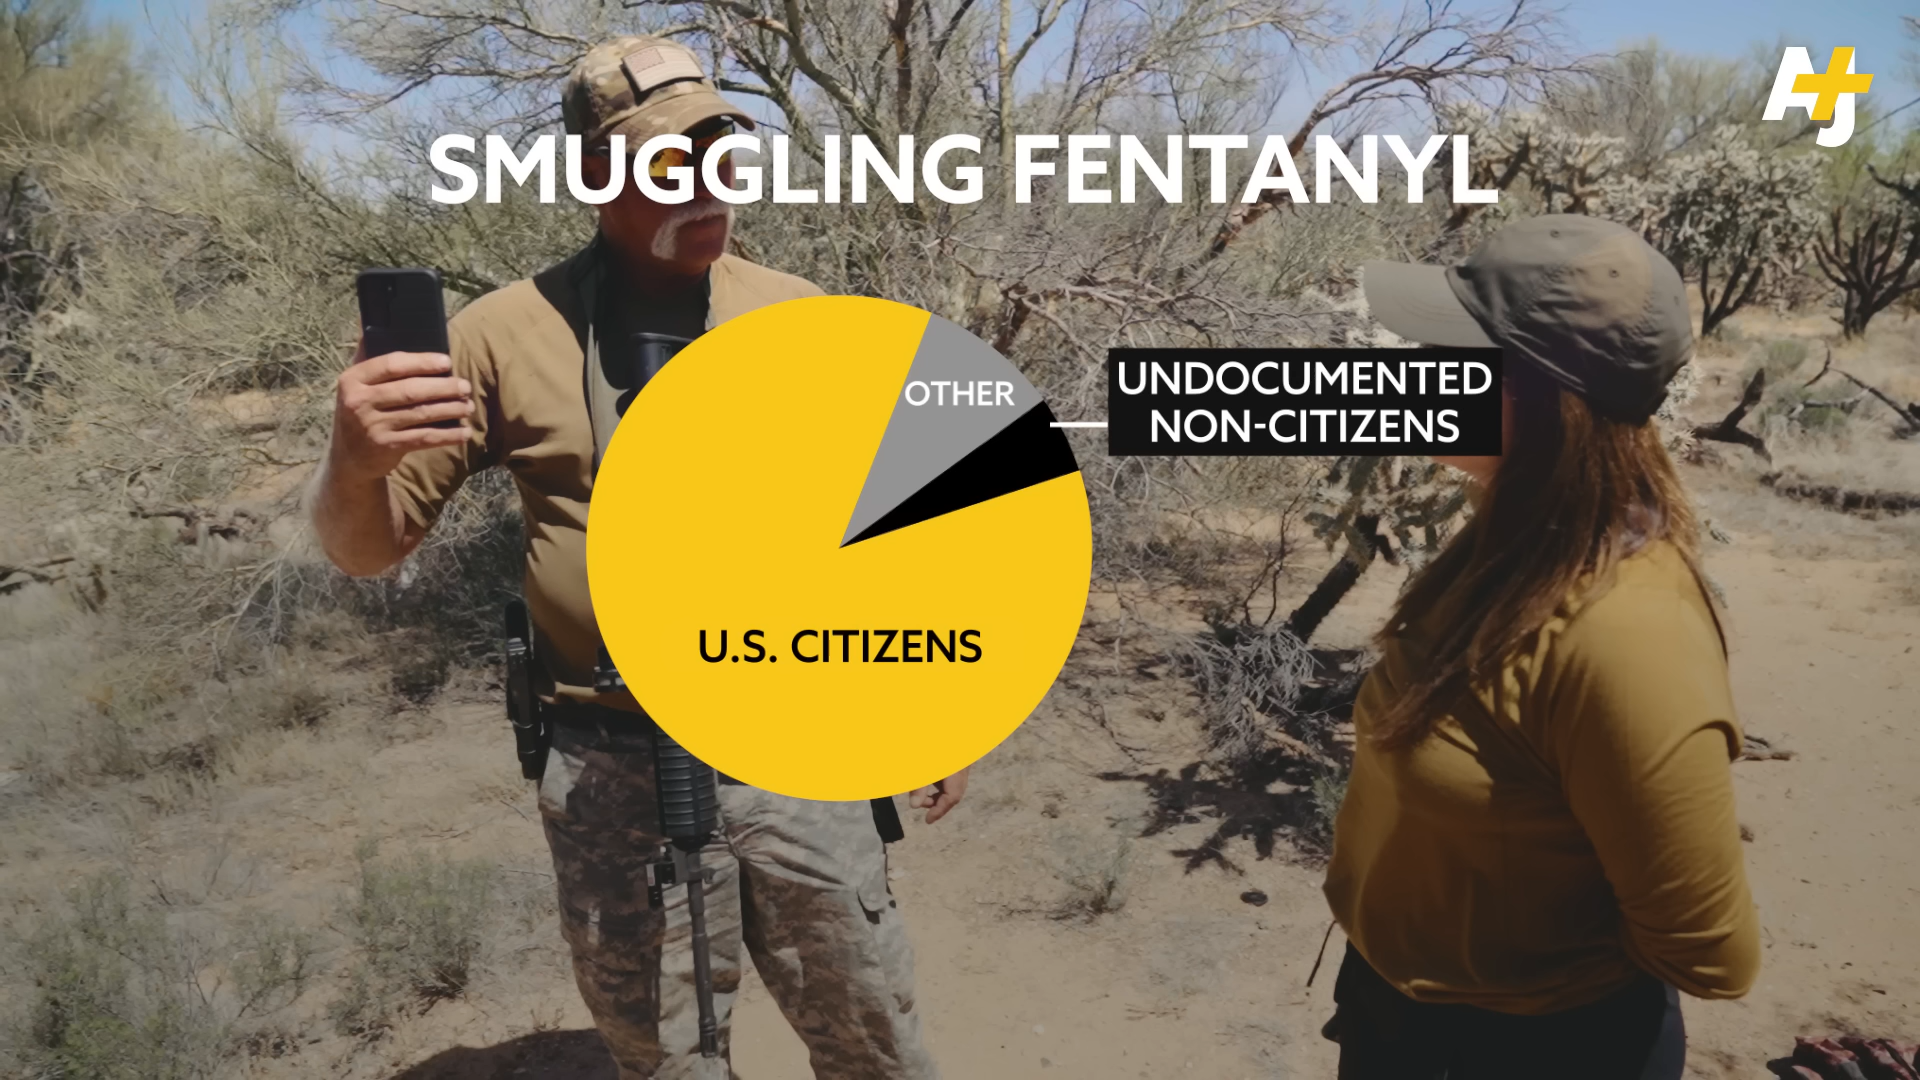 SMUGGLING FENTANYL
AJ+
OTHER
UNDOCUMENTED
NON-CITIZENS
U.S. CITIZENS